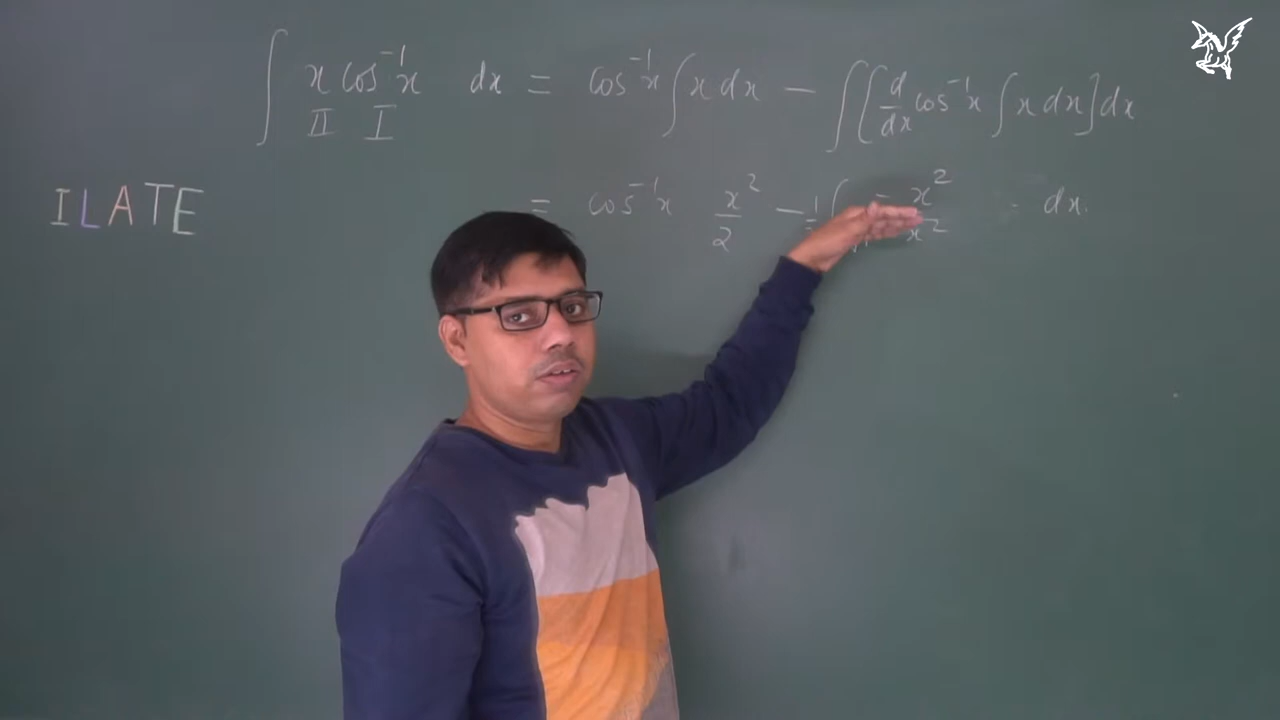 ∫ x cos⁻¹x dx = cos⁻¹x ∫ x dx − ∫ [d/dx cos⁻¹x ∫ x dx] dx
II I
ILATE
= cos⁻¹x x²/2 − 1/2 ∫ − x² x² dx.